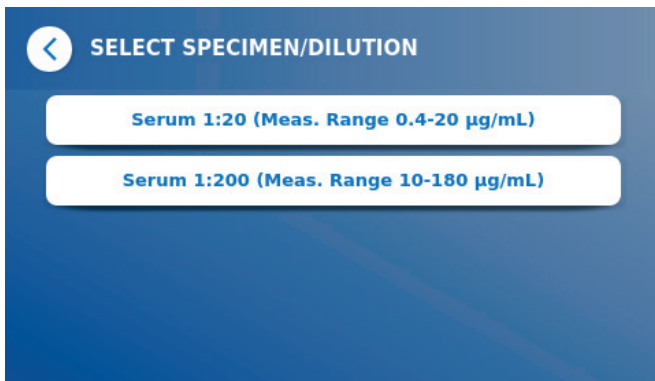 SELECT SPECIMEN/DILUTION
Serum 1:20 (Meas. Range 0.4-20 µg/mL)
Serum 1:200 (Meas. Range 10-180 µg/mL)